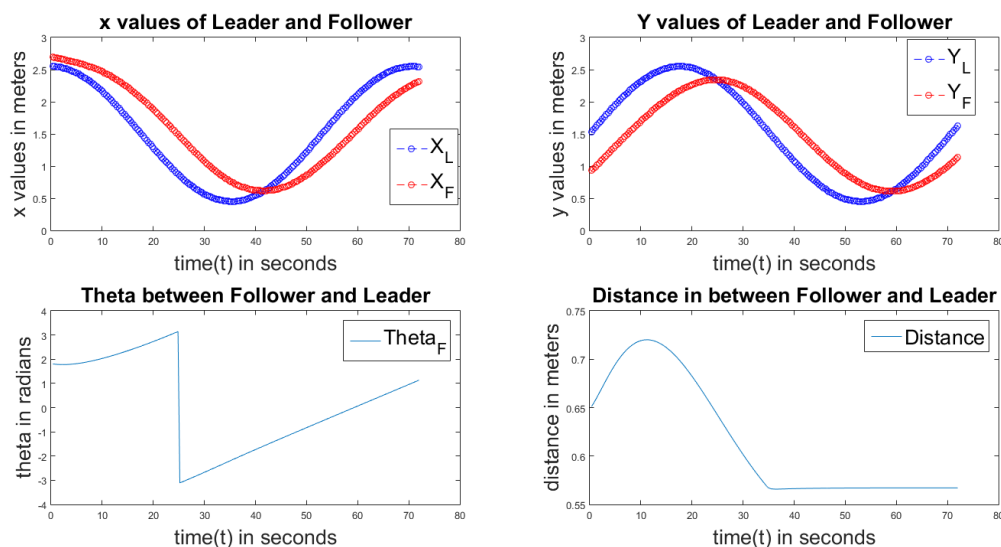 x values of Leader and Follower
x values in meters
3
2.5
2
1.5
1
0.5
0
0 10 20 30 40 50 60 70 80
time(t) in seconds
X_L
X_F
Y values of Leader and Follower
y values in meters
3
2.5
2
1.5
1
0.5
0
0 10 20 30 40 50 60 70 80
time(t) in seconds
Y_L
Y_F
Theta between Follower and Leader
theta in radians
4
3
2
1
0
-1
-2
-3
-4
0 10 20 30 40 50 60 70 80
time(t) in seconds
Theta_F
Distance in between Follower and Leader
distance in meters
0.75
0.7
0.65
0.6
0.55
0 10 20 30 40 50 60 70 80
time(t) in seconds
Distance